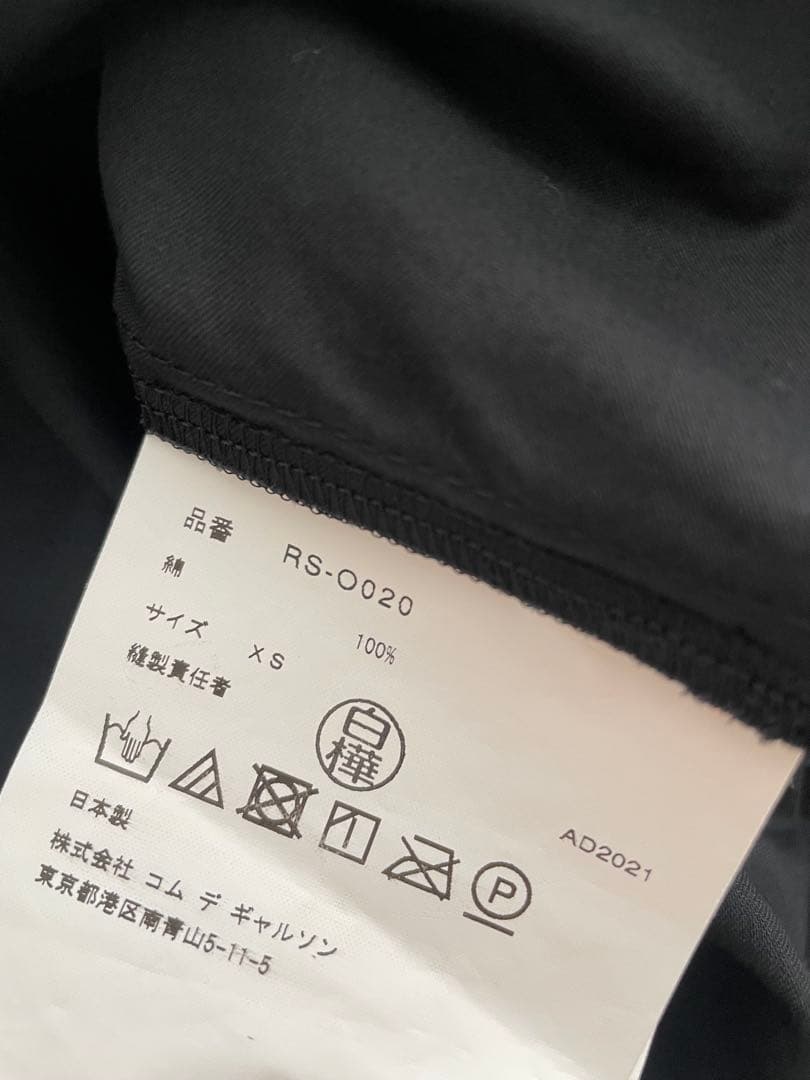 品番 RS-O020
綿 100%
サイズ XS
縫製責任者 白樺
P
AD2021
日本製
株式会社 コム デ ギャルソン
東京都港区南青山5-11-5